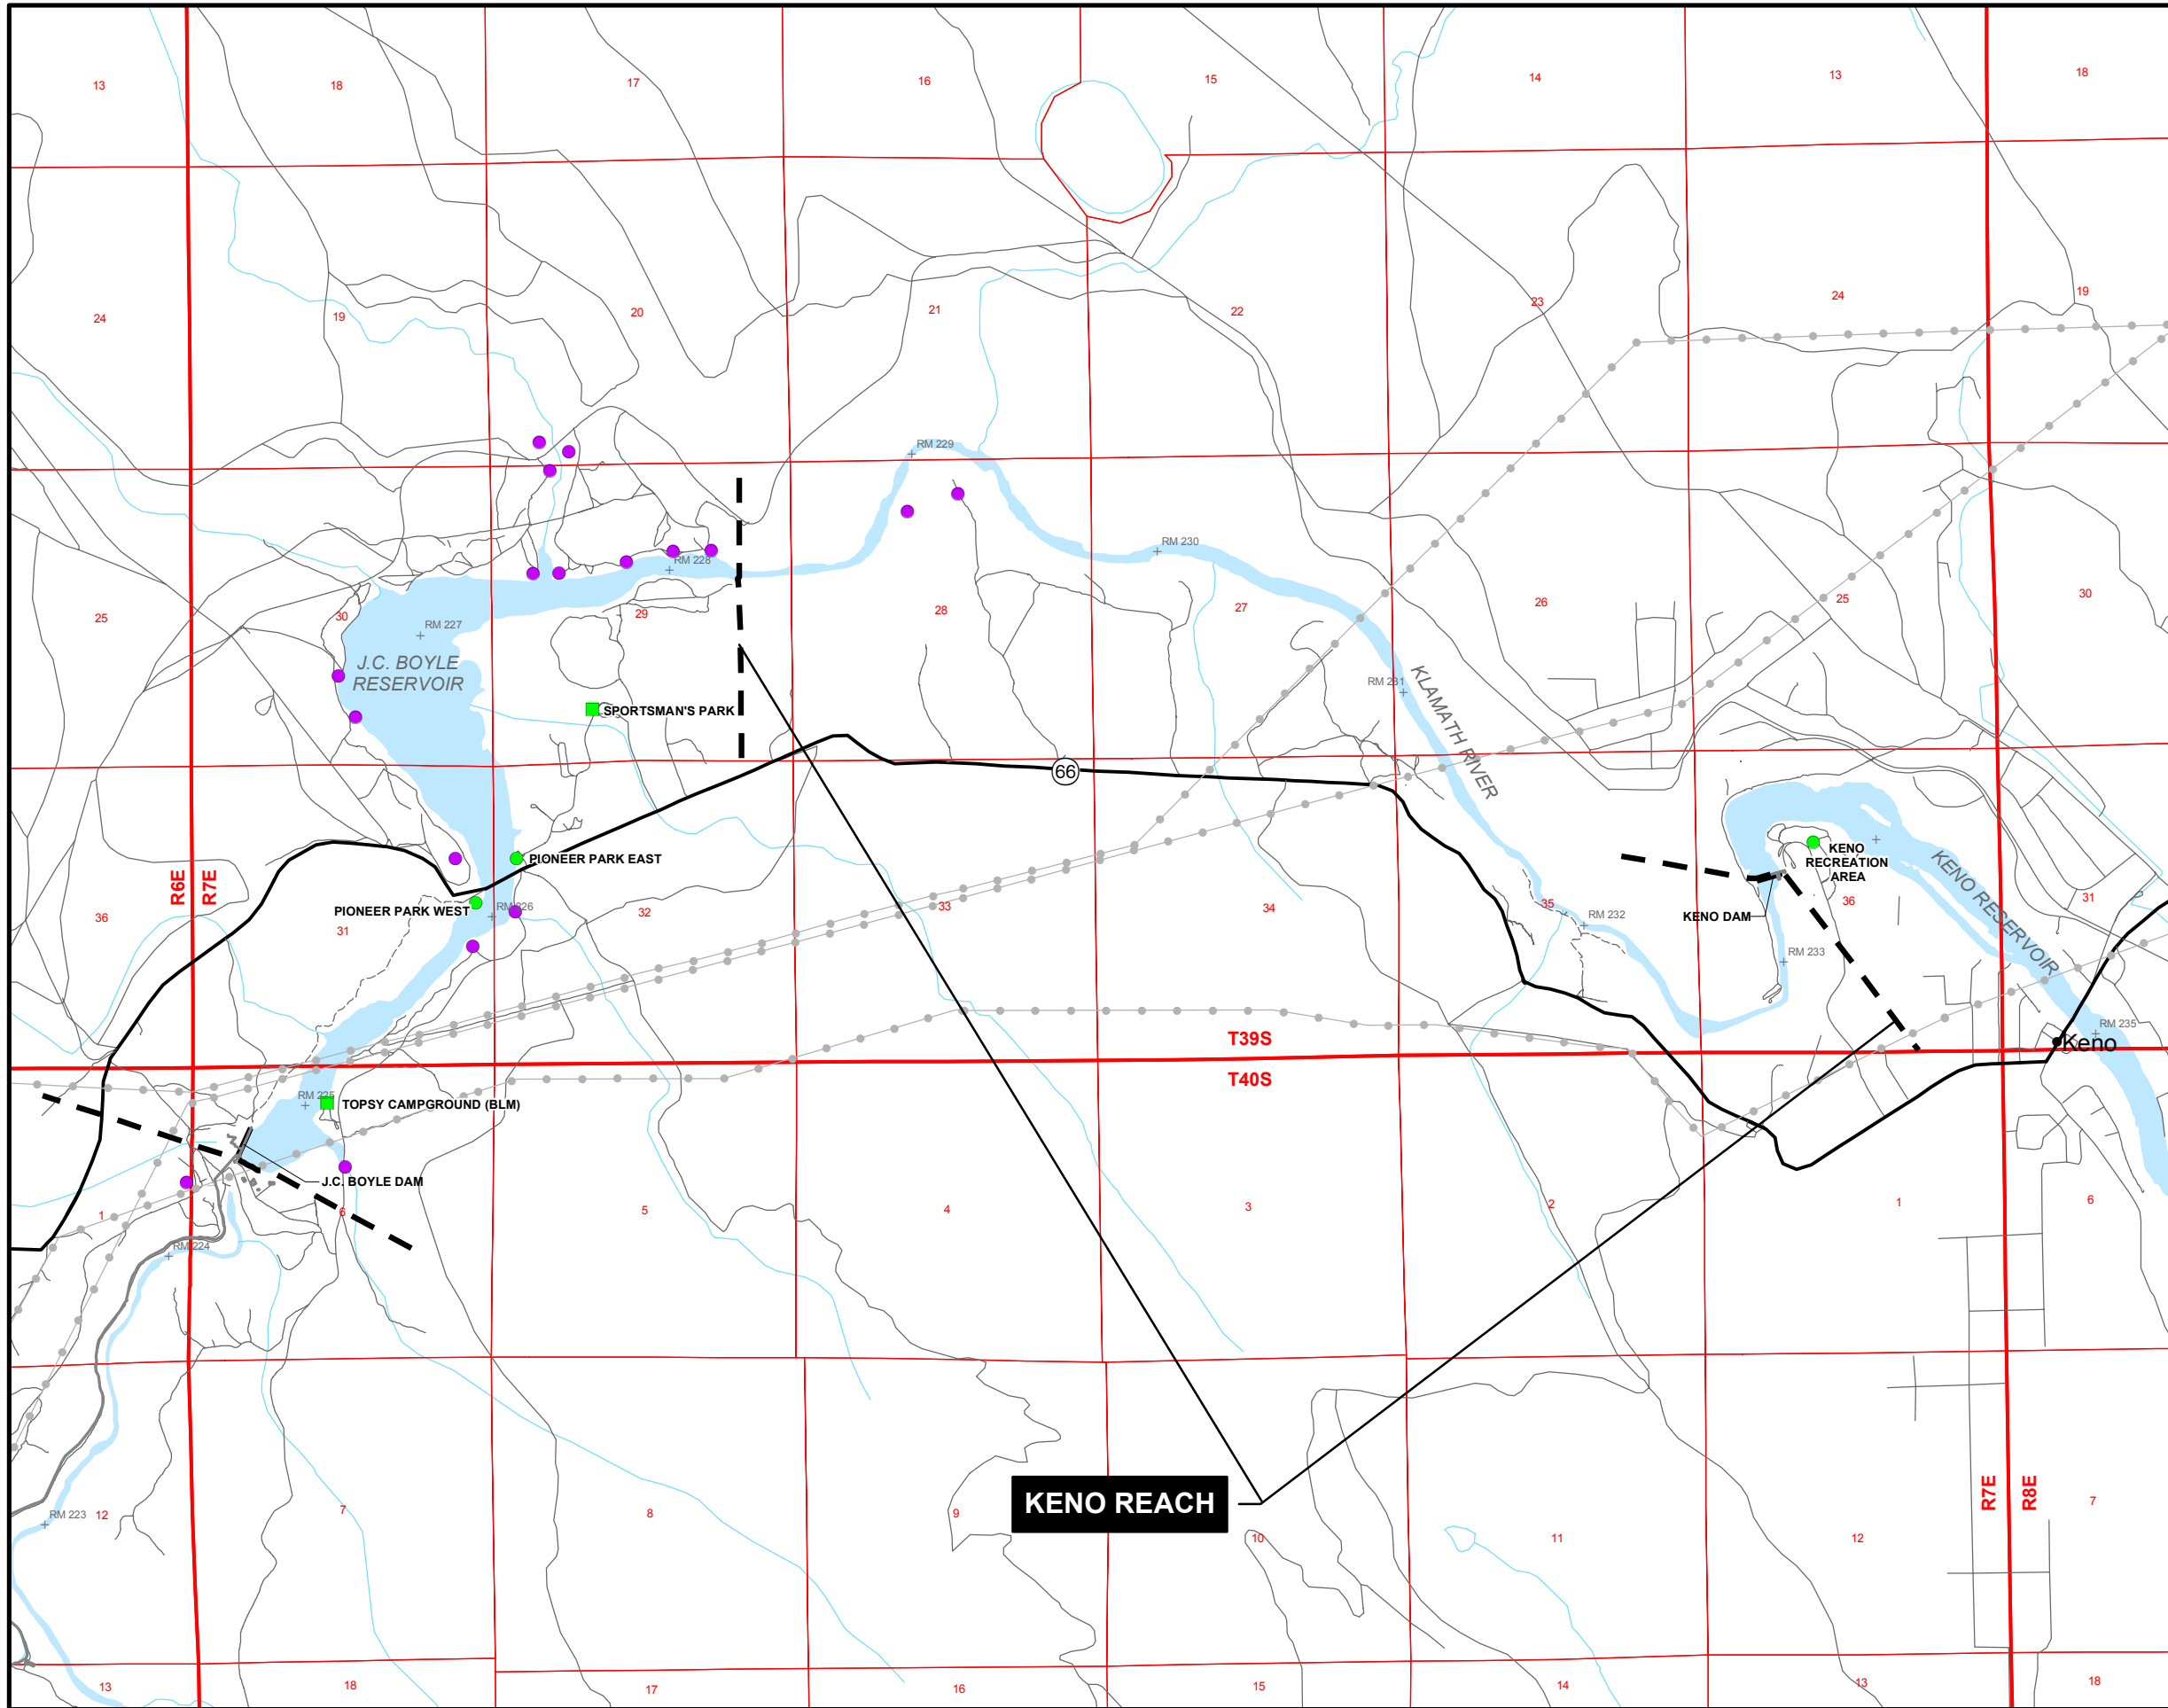 13
18
17
16
15
14
13
18
24
19
20
21
22
23
24
19
RM 229
RM 230
RM 228
25
30
29
28
27
26
25
30
RM 227
J.C. BOYLE
RESERVOIR
RM 231
KLAMATH RIVER
SPORTSMAN'S PARK
66
PIONEER PARK EAST
KENO
RECREATION
AREA
KENO RESERVOIR
R6E
R7E
PIONEER PARK WEST
RM 226
36
31
32
33
34
35
RM 232
KENO DAM
36
31
RM 233
RM 235
Keno
T39S
T40S
RM 225
TOPSY CAMPGROUND (BLM)
J.C. BOYLE DAM
1
6
5
4
3
2
1
6
RM 224
KENO REACH
R7E
R8E
RM 223
12
7
8
9
10
11
12
7
13
18
17
16
15
14
13
18